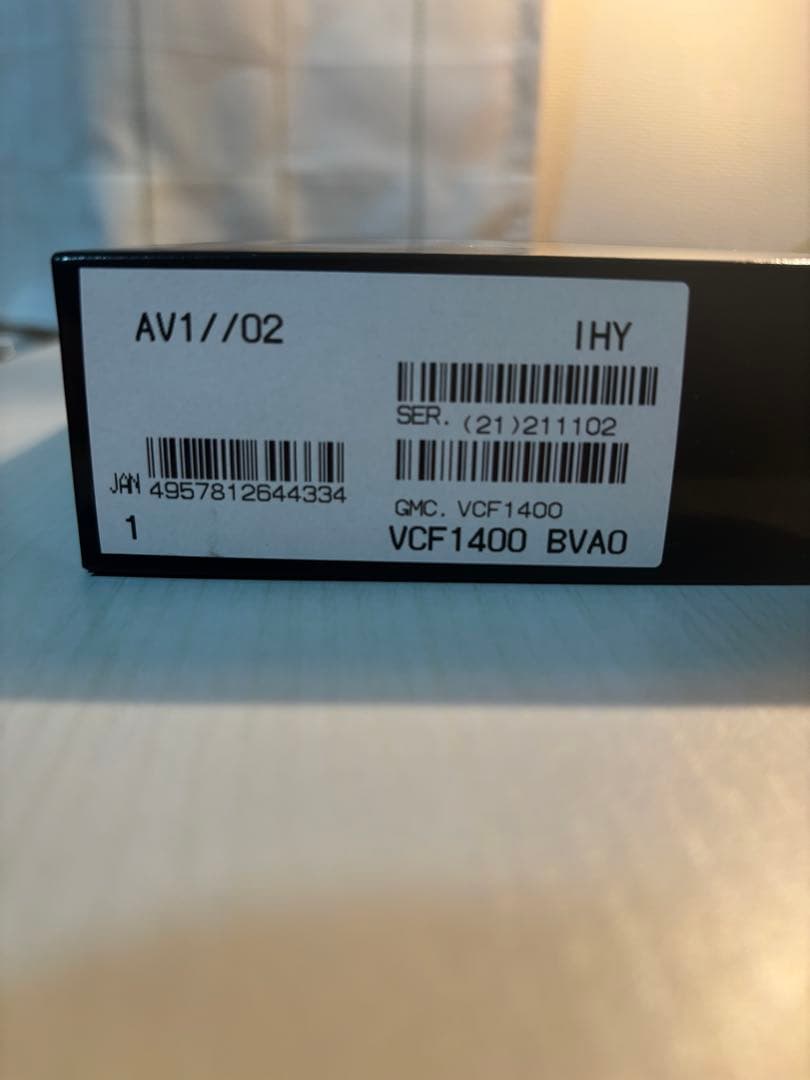 AV1//02
IHY
SER. (21)211102
JAN 4957812644334
GMC. VCF1400
1
VCF1400 BVA0